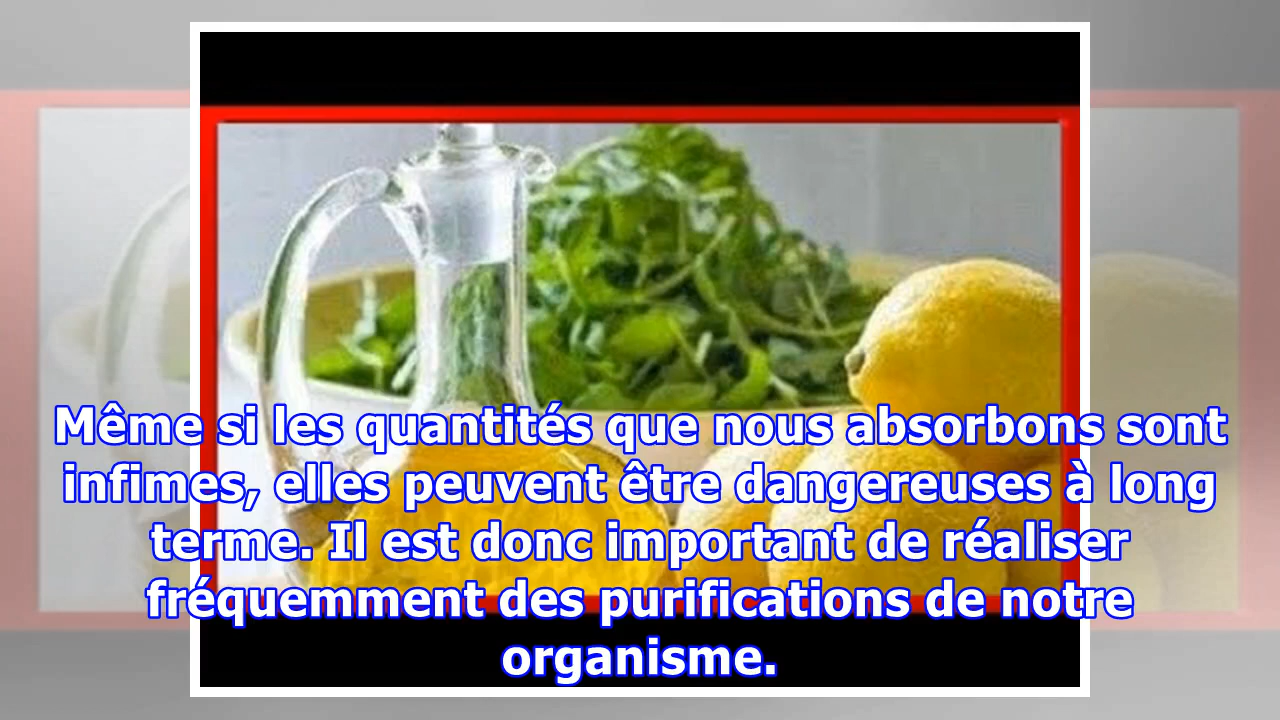 Même si les quantités que nous absorbons sont
infimes, elles peuvent être dangereuses à long
terme. Il est donc important de réaliser
fréquemment des purifications de notre
organisme.